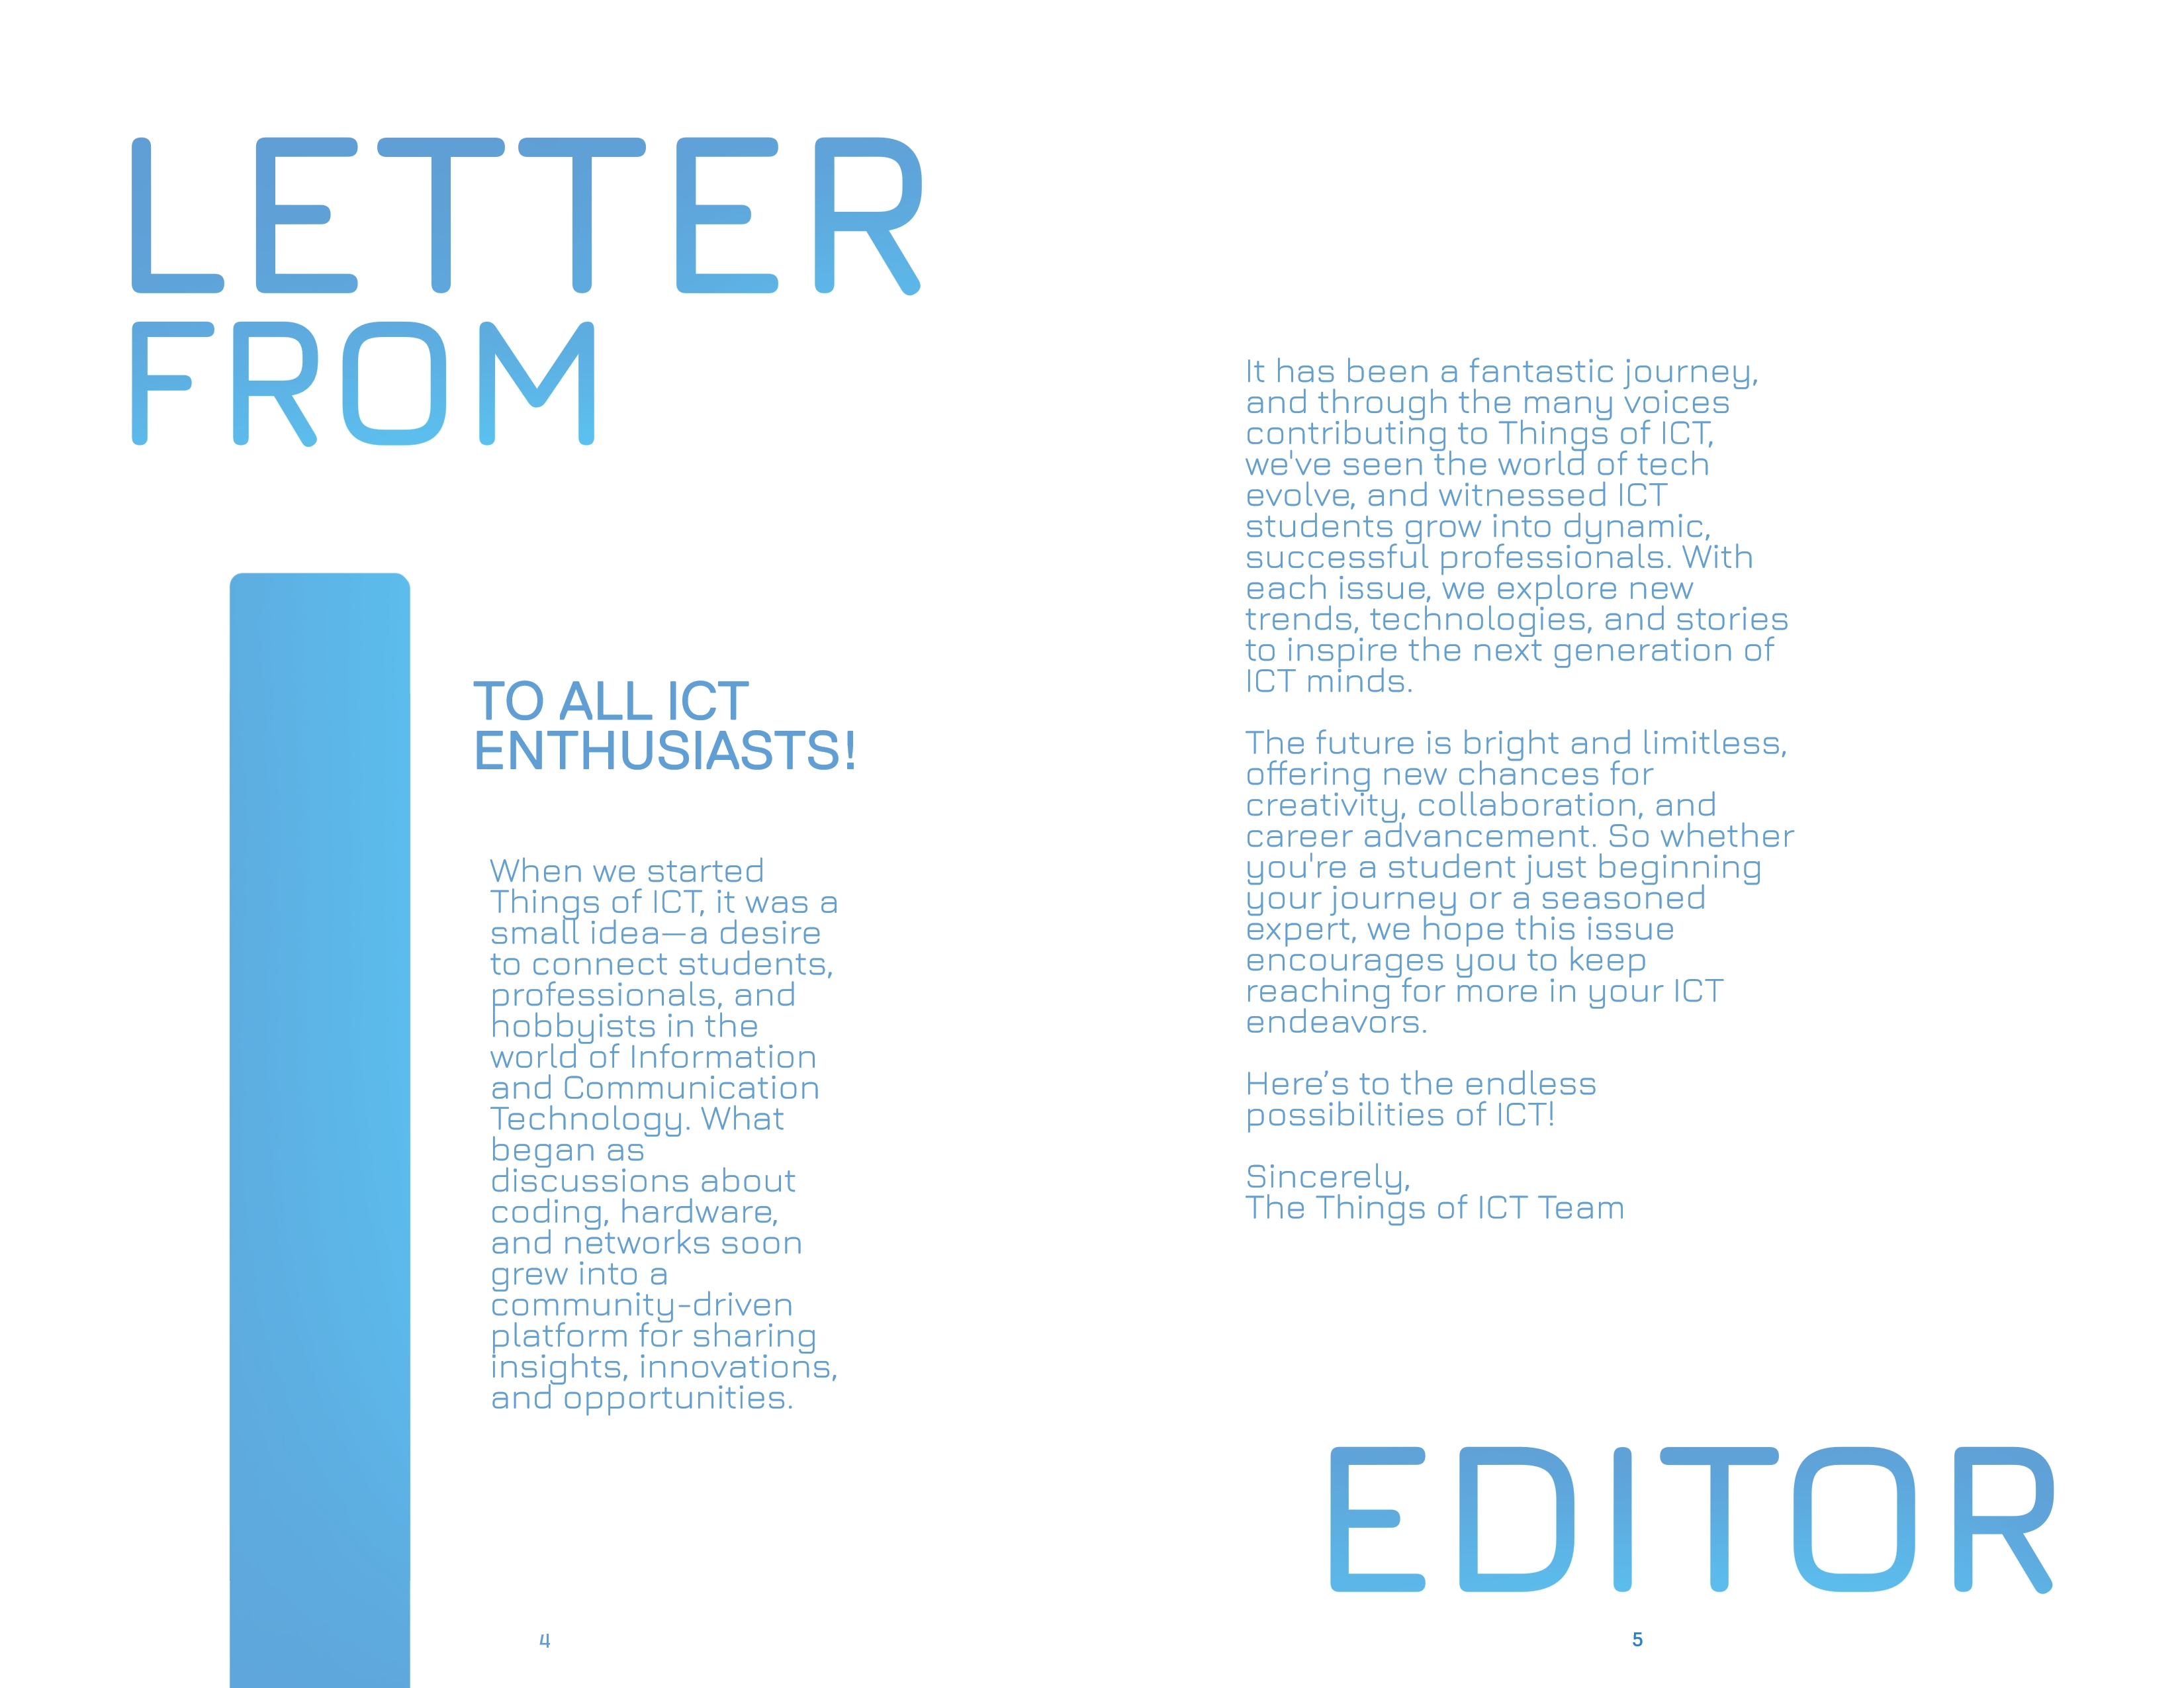 LETTER
FROM
TO ALL ICT
ENTHUSIASTS!
When we started
Things of ICT, it was a
small idea—a desire
to connect students,
professionals, and
hobbyists in the
world of Information
and Communication
Technology. What
began as
discussions about
coding, hardware,
and networks soon
grew into a
community-driven
platform for sharing
insights, innovations,
and opportunities.
4
It has been a fantastic journey,
and through the many voices
contributing to Things of ICT,
we've seen the world of tech
evolve, and witnessed ICT
students grow into dynamic,
successful professionals. With
each issue, we explore new
trends, technologies, and stories
to inspire the next generation of
ICT minds.
The future is bright and limitless,
offering new chances for
creativity, collaboration, and
career advancement. So whether
you're a student just beginning
your journey or a seasoned
expert, we hope this issue
encourages you to keep
reaching for more in your ICT
endeavors.
Here’s to the endless
possibilities of ICT!
Sincerely,
The Things of ICT Team
EDITOR
5